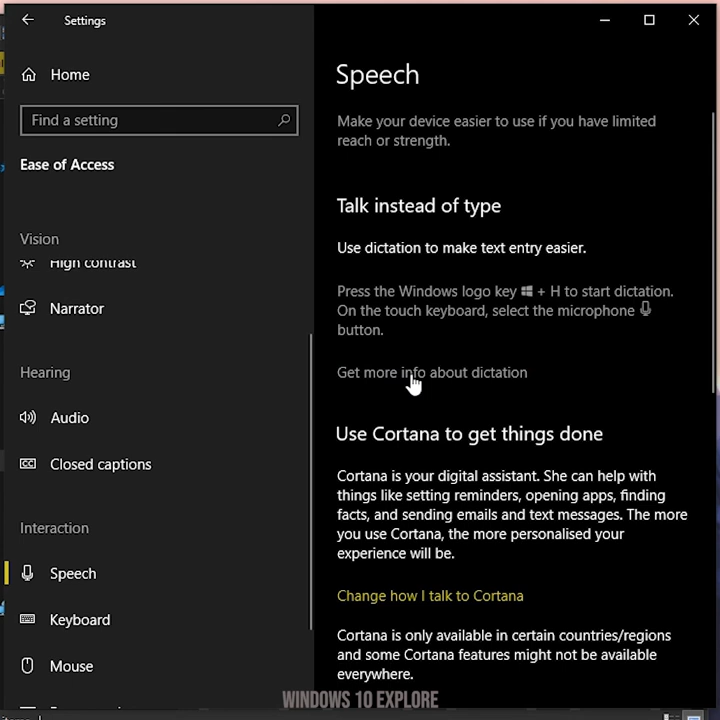 Settings
Home
Find a setting
Ease of Access
Vision
High contrast
Narrator
Hearing
Audio
Closed captions
Interaction
Speech
Keyboard
Mouse
Speech
Make your device easier to use if you have limited
reach or strength.
Talk instead of type
Use dictation to make text entry easier.
Press the Windows logo key + H to start dictation.
On the touch keyboard, select the microphone
button.
Get more info about dictation
Use Cortana to get things done
Cortana is your digital assistant. She can help with
things like setting reminders, opening apps, finding
facts, and sending emails and text messages. The more
you use Cortana, the more personalised your
experience will be.
Change how I talk to Cortana
Cortana is only available in certain countries/regions
and some Cortana features might not be available
everywhere.
WINDOWS 10 EXPLORE